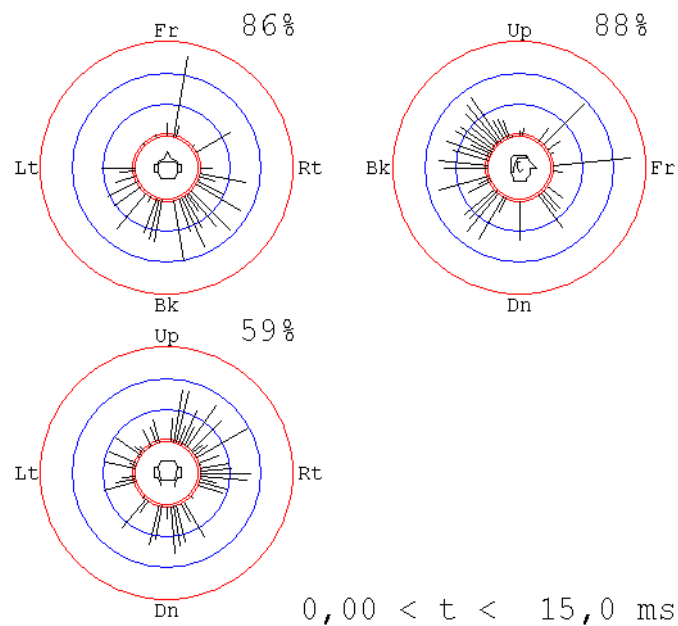 Fr 86%
Lt Rt
Bk
Up 88%
Bk Fr
Dn
Up 59%
Lt Rt
Dn
0,00 < t < 15,0 ms